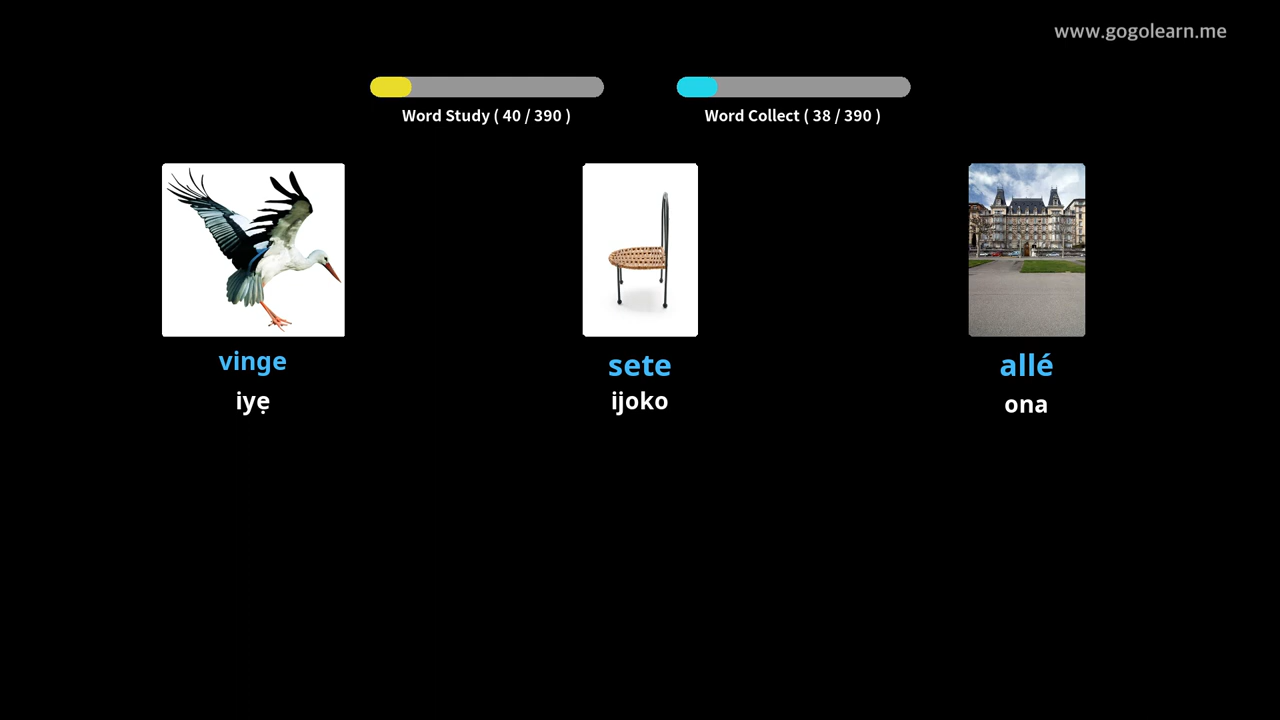 www.gogolearn.me
Word Study ( 40 / 390 )
Word Collect ( 38 / 390 )
vinge
iyẹ
sete
ijoko
allé
ona